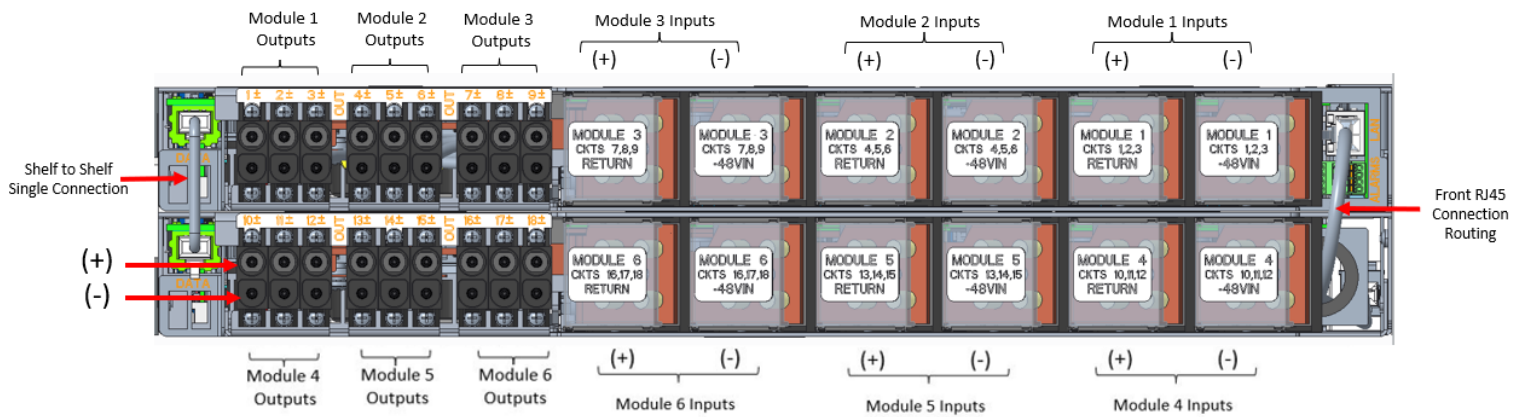 Module 1
Outputs
Module 2
Outputs
Module 3
Outputs
Module 3 Inputs
(+) (-)
Module 2 Inputs
(+) (-)
Module 1 Inputs
(+) (-)
1± 2± 3± OUT 4± 5± 6± OUT 7± 8± 9±
MODULE 3
CKTS 7,8,9
RETURN
MODULE 3
CKTS 7,8,9
-48VIN
MODULE 2
CKTS 4,5,6
RETURN
MODULE 2
CKTS 4,5,6
-48VIN
MODULE 1
CKTS 1,2,3
RETURN
MODULE 1
CKTS 1,2,3
-48VIN
LAN
ALARMS
DATA
Shelf to Shelf
Single Connection
Front RJ45
Connection
Routing
10± 11± 12± OUT 13± 14± 15± OUT 16± 17± 18±
(+)
(-)
DATA
MODULE 6
CKTS 16,17,18
RETURN
MODULE 6
CKTS 16,17,18
-48VIN
MODULE 5
CKTS 13,14,15
RETURN
MODULE 5
CKTS 13,14,15
-48VIN
MODULE 4
CKTS 10,11,12
RETURN
MODULE 4
CKTS 10,11,12
-48VIN
Module 4
Outputs
Module 5
Outputs
Module 6
Outputs
(+) (-)
Module 6 Inputs
(+) (-)
Module 5 Inputs
(+) (-)
Module 4 Inputs